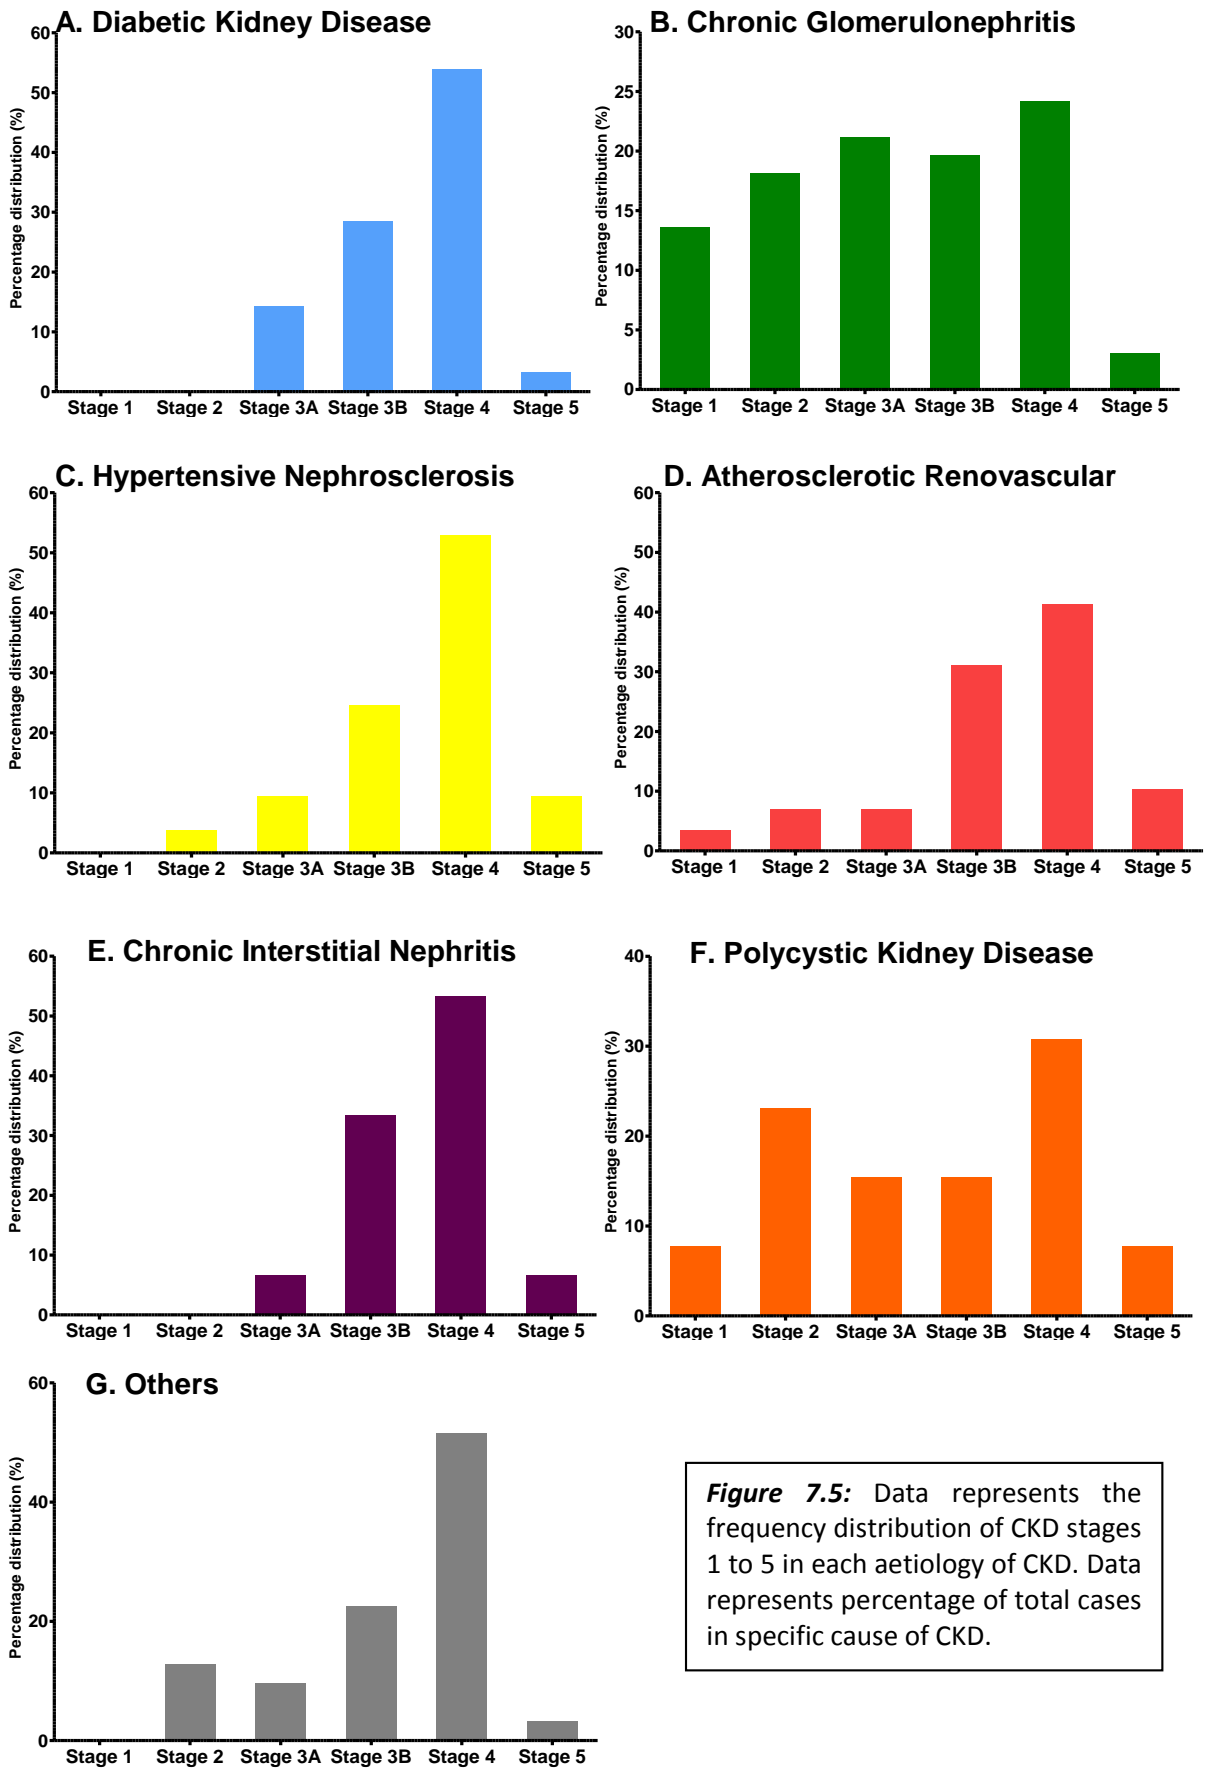 A. Diabetic Kidney Disease
60
50
40
30
20
10
0
Percentage distribution (%)
Stage 1 Stage 2 Stage 3A Stage 3B Stage 4 Stage 5
B. Chronic Glomerulonephritis
30
25
20
15
10
5
0
Percentage distribution (%)
Stage 1 Stage 2 Stage 3A Stage 3B Stage 4 Stage 5
C. Hypertensive Nephrosclerosis
60
50
40
30
20
10
0
Percentage distribution (%)
Stage 1 Stage 2 Stage 3A Stage 3B Stage 4 Stage 5
D. Atherosclerotic Renovascular
60
50
40
30
20
10
0
Percentage distribution (%)
Stage 1 Stage 2 Stage 3A Stage 3B Stage 4 Stage 5
E. Chronic Interstitial Nephritis
60
50
40
30
20
10
0
Percentage distribution (%)
Stage 1 Stage 2 Stage 3A Stage 3B Stage 4 Stage 5
F. Polycystic Kidney Disease
40
30
20
10
0
Percentage distribution (%)
Stage 1 Stage 2 Stage 3A Stage 3B Stage 4 Stage 5
G. Others
60
40
20
0
Percentage distribution (%)
Stage 1 Stage 2 Stage 3A Stage 3B Stage 4 Stage 5
Figure 7.5: Data represents the
frequency distribution of CKD stages
1 to 5 in each aetiology of CKD. Data
represents percentage of total cases
in specific cause of CKD.